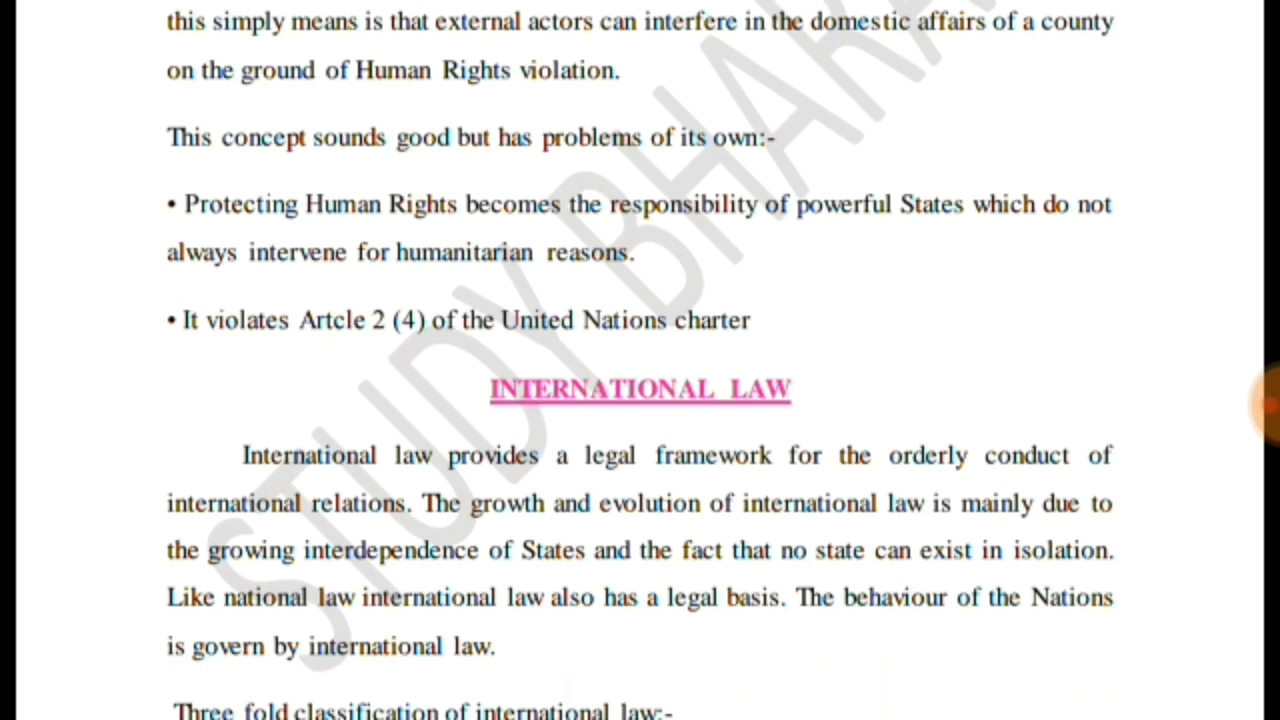 this simply means is that external actors can interfere in the domestic affairs of a county
on the ground of Human Rights violation.
This concept sounds good but has problems of its own:-
• Protecting Human Rights becomes the responsibility of powerful States which do not
always intervene for humanitarian reasons.
• It violates Artcle 2 (4) of the United Nations charter
INTERNATIONAL LAW
International law provides a legal framework for the orderly conduct of
international relations. The growth and evolution of international law is mainly due to
the growing interdependence of States and the fact that no state can exist in isolation.
Like national law international law also has a legal basis. The behaviour of the Nations
is govern by international law.
Three fold classification of international law:-
STUDY